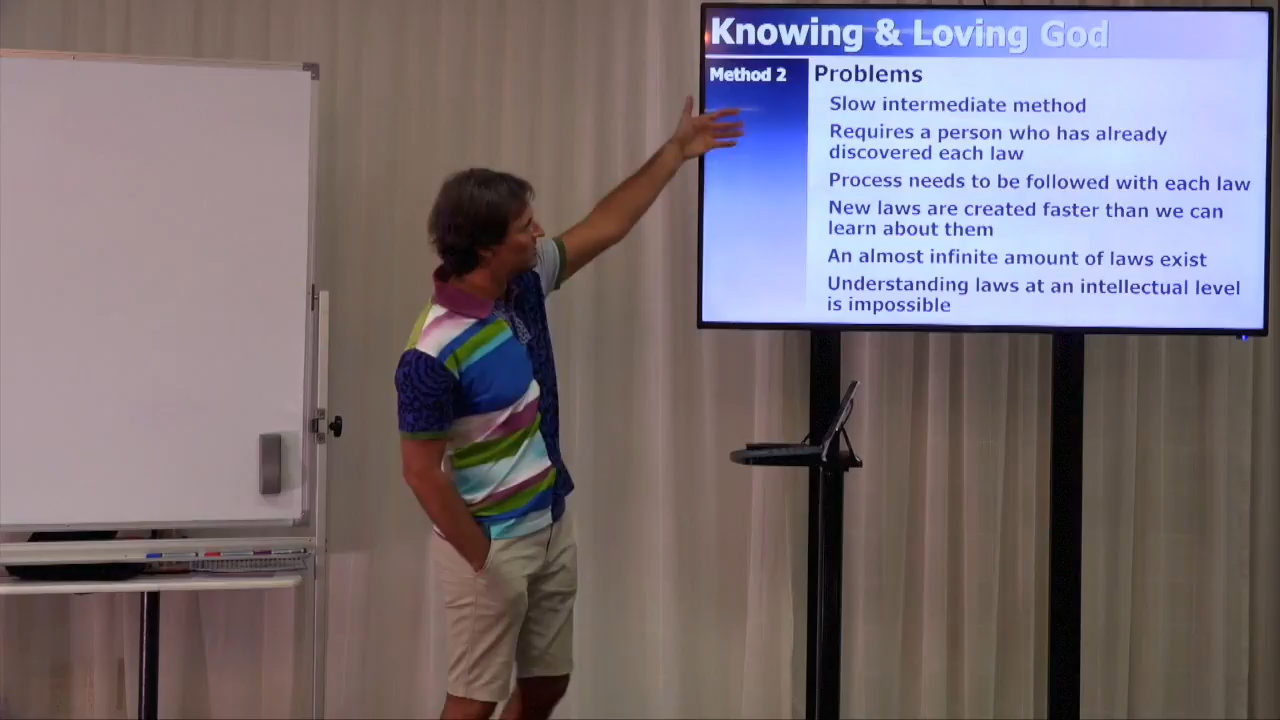 Knowing & Loving God
Method 2
Problems
Slow intermediate method
Requires a person who has already
discovered each law
Process needs to be followed with each law
New laws are created faster than we can
learn about them
An almost infinite amount of laws exist
Understanding laws at an intellectual level
is impossible